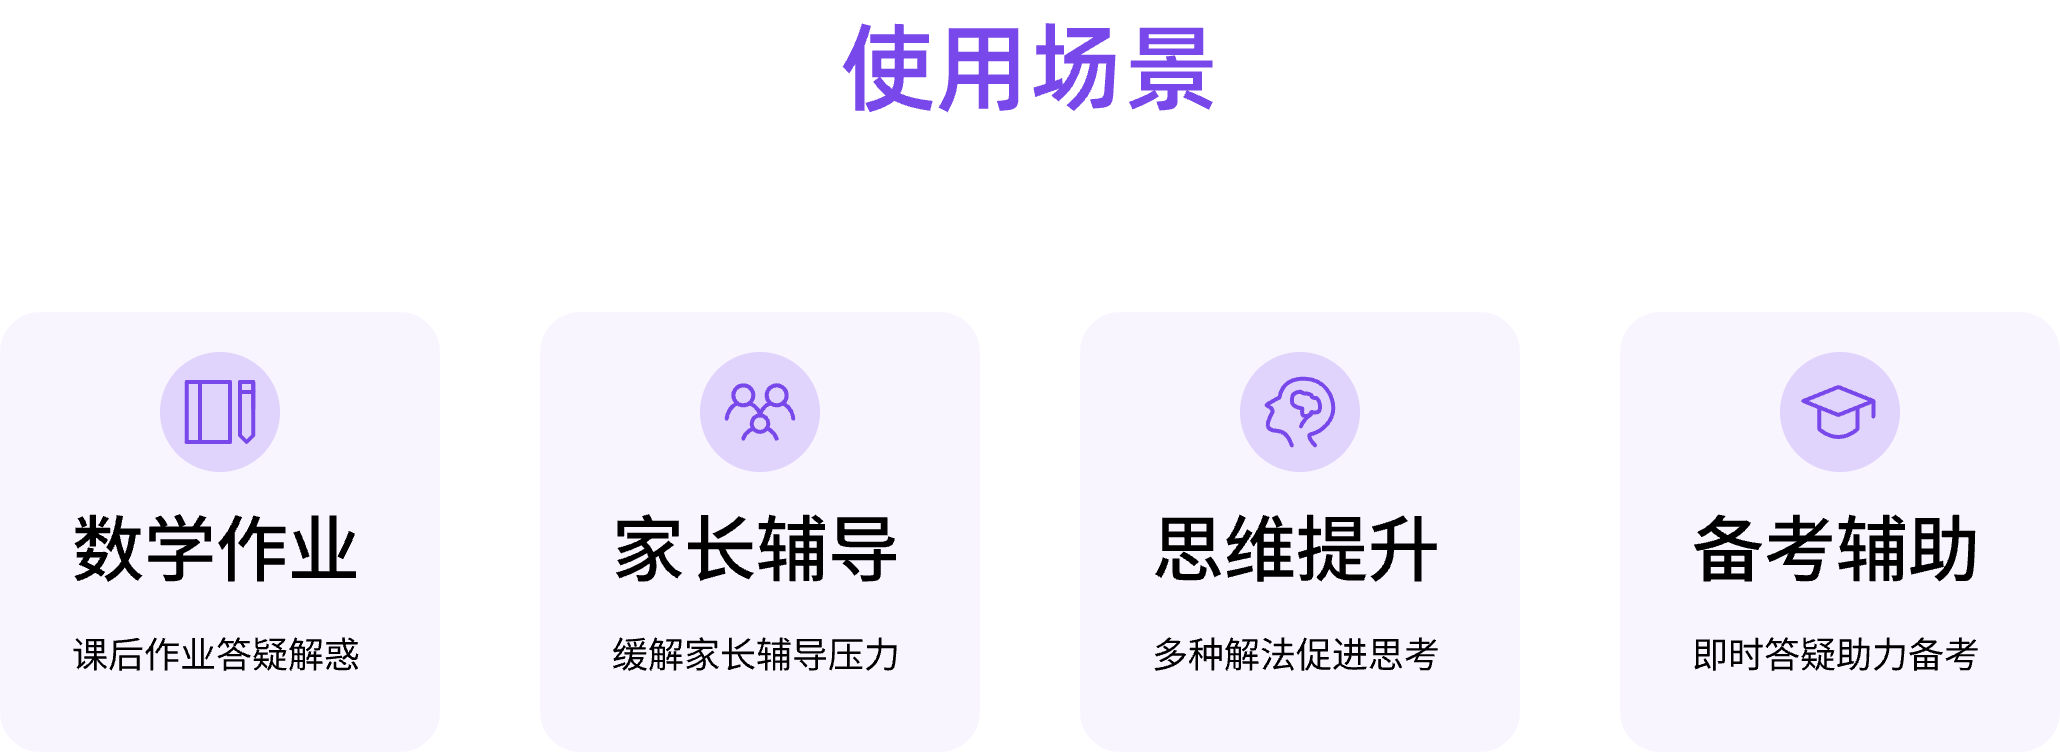 使用场景
数学作业
课后作业答疑解惑
家长辅导
缓解家长辅导压力
思维提升
多种解法促进思考
备考辅助
即时答疑助力备考